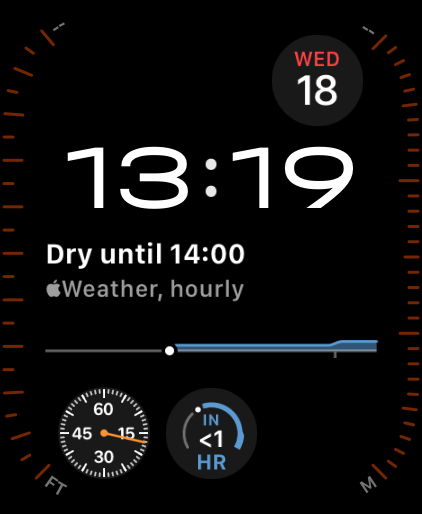 --
--
WED
18
13:19
Dry until 14:00
Weather, hourly
60
45 15
30
IN
<1
HR
FT
M